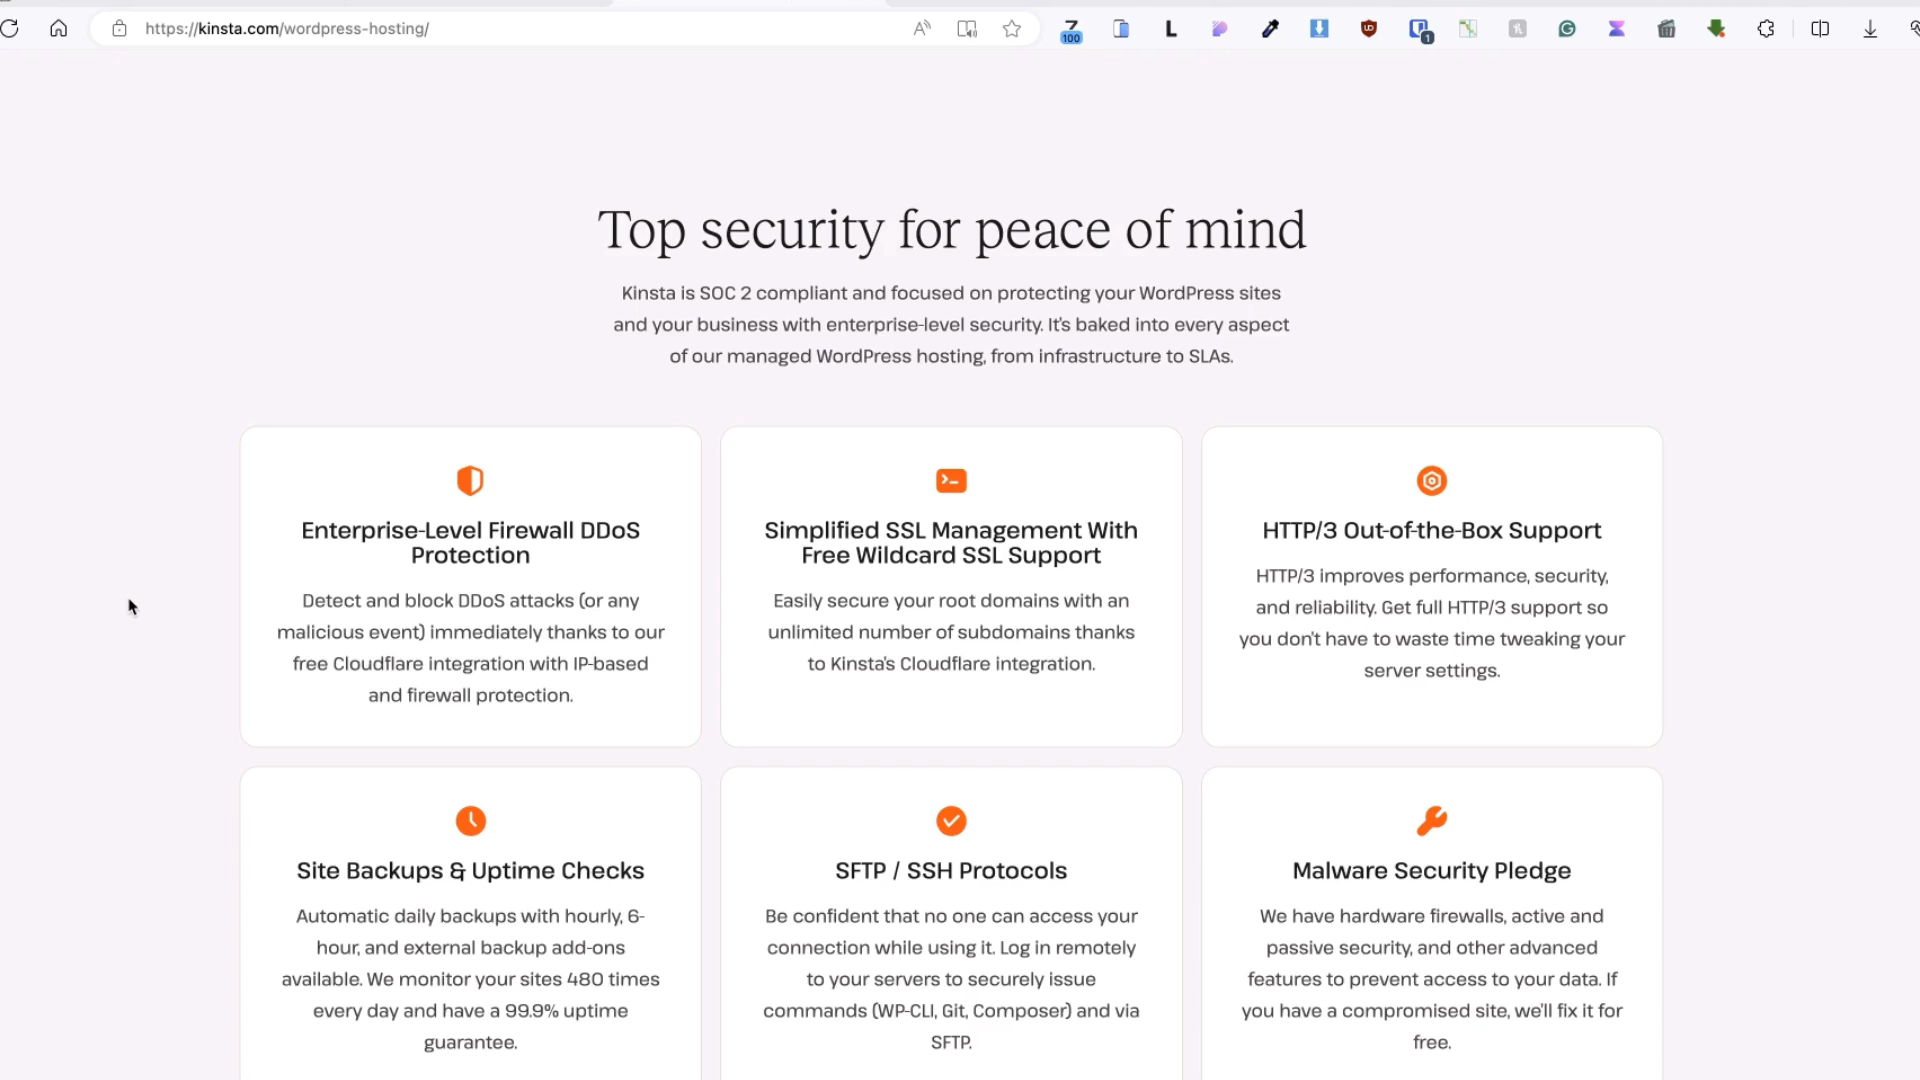 https://kinsta.com/wordpress-hosting/
100
1
Top security for peace of mind
Kinsta is SOC 2 compliant and focused on protecting your WordPress sites
and your business with enterprise-level security. It's baked into every aspect
of our managed WordPress hosting, from infrastructure to SLAs.
Enterprise-Level Firewall DDoS
Protection
Detect and block DDoS attacks (or any
malicious event) immediately thanks to our
free Cloudflare integration with IP-based
and firewall protection.
Simplified SSL Management With
Free Wildcard SSL Support
Easily secure your root domains with an
unlimited number of subdomains thanks
to Kinsta's Cloudflare integration.
HTTP/3 Out-of-the-Box Support
HTTP/3 improves performance, security,
and reliability. Get full HTTP/3 support so
you don't have to waste time tweaking your
server settings.
Site Backups & Uptime Checks
Automatic daily backups with hourly, 6-
hour, and external backup add-ons
available. We monitor your sites 480 times
every day and have a 99.9% uptime
guarantee.
SFTP / SSH Protocols
Be confident that no one can access your
connection while using it. Log in remotely
to your servers to securely issue
commands (WP-CLI, Git, Composer) and via
SFTP.
Malware Security Pledge
We have hardware firewalls, active and
passive security, and other advanced
features to prevent access to your data. If
you have a compromised site, we'll fix it for
free.